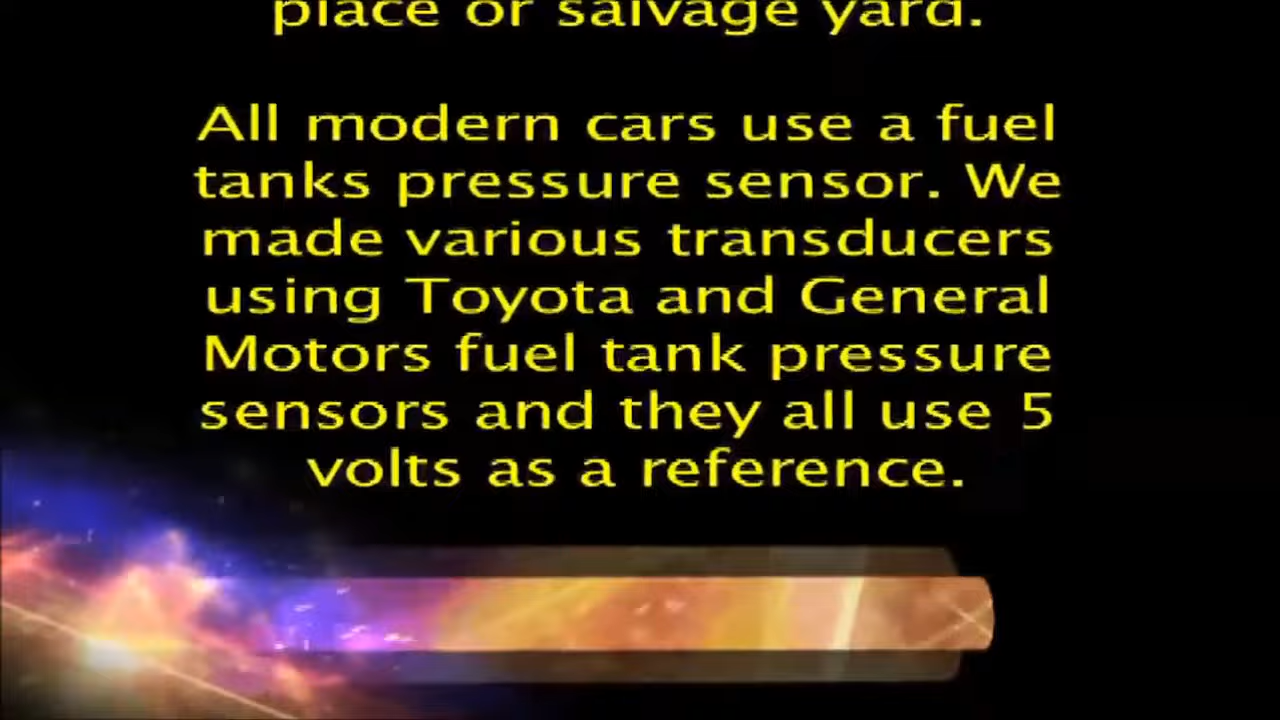 place or salvage yard.
All modern cars use a fuel
tanks pressure sensor. We
made various transducers
using Toyota and General
Motors fuel tank pressure
sensors and they all use 5
volts as a reference.